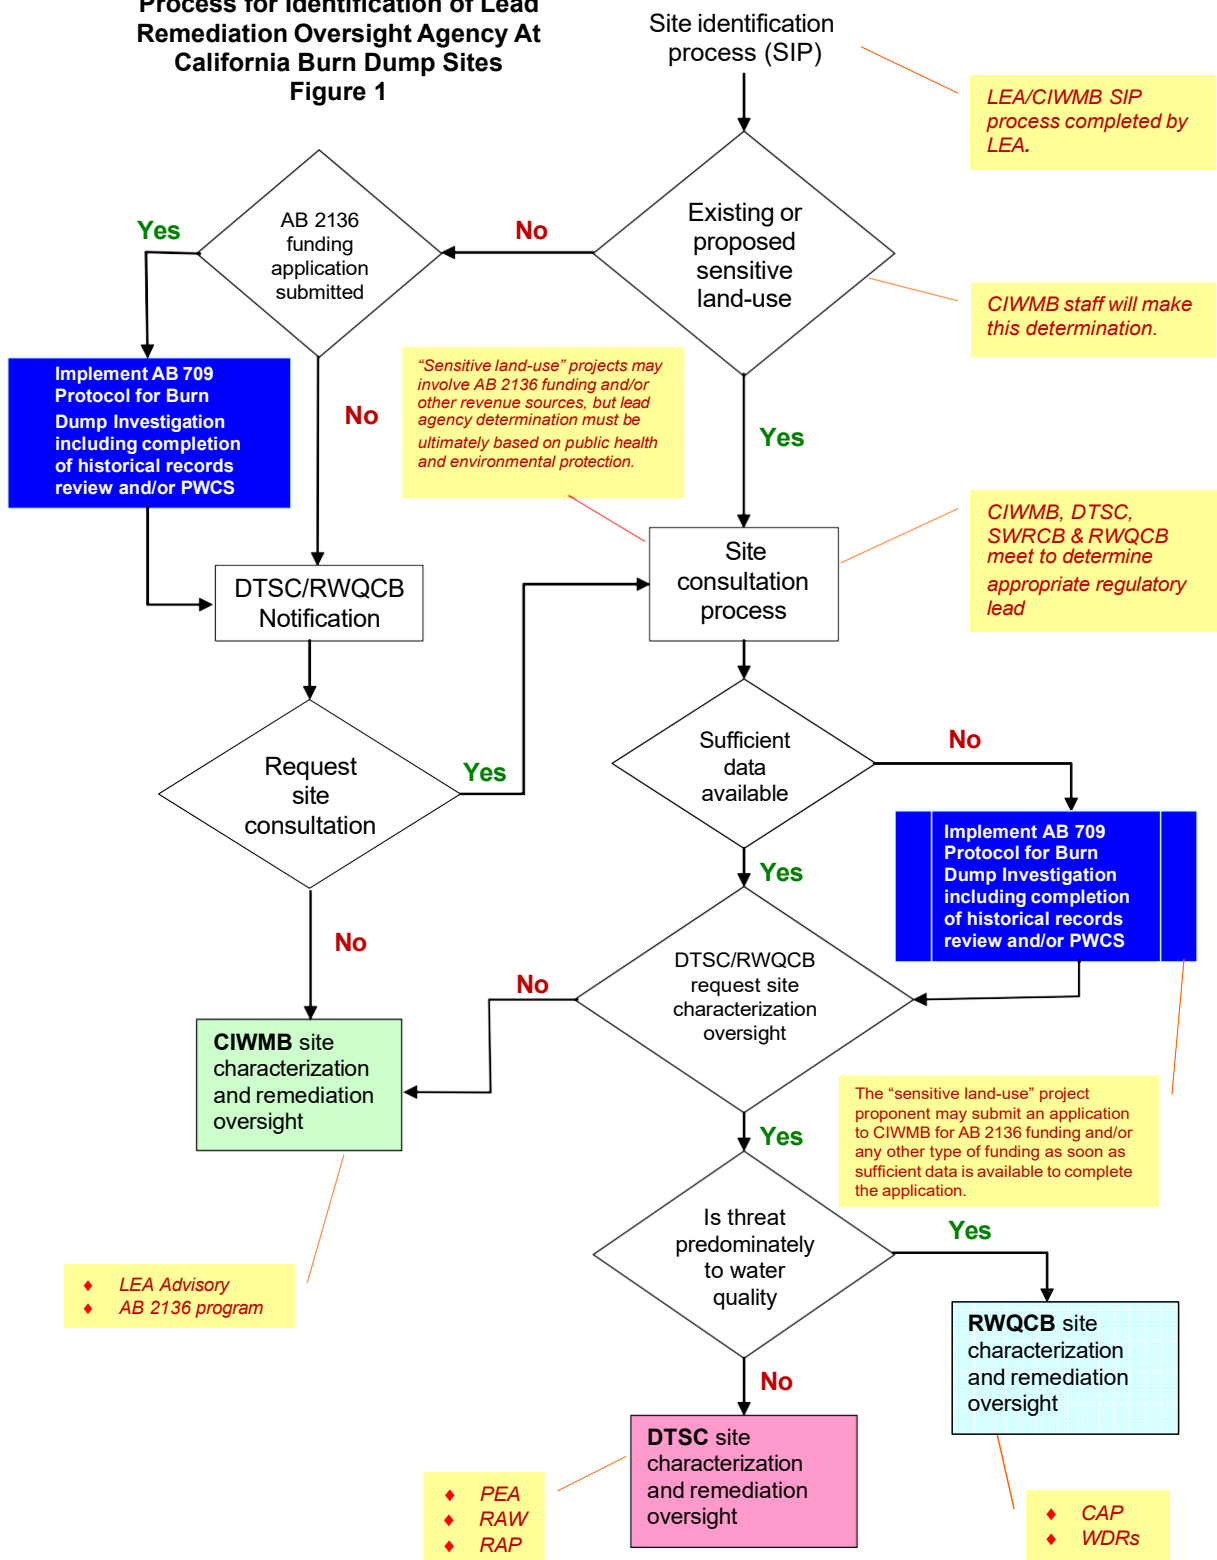 Process for Identification of Lead
Remediation Oversight Agency At
California Burn Dump Sites
Figure 1
Site identification
process (SIP)
LEA/CIWMB SIP
process completed by
LEA.
Existing or
proposed
sensitive
land-use
No
AB 2136
funding
application
submitted
Yes
CIWMB staff will make
this determination.
Implement AB 709
Protocol for Burn
Dump Investigation
including completion
of historical records
review and/or PWCS
No
“Sensitive land-use” projects may
involve AB 2136 funding and/or
other revenue sources, but lead
agency determination must be
ultimately based on public health
and environmental protection.
Yes
CIWMB, DTSC,
SWRCB & RWQCB
meet to determine
appropriate regulatory
lead
Site
consultation
process
DTSC/RWQCB
Notification
Request
site
consultation
Yes
Sufficient
data
available
No
Implement AB 709
Protocol for Burn
Dump Investigation
including completion
of historical records
review and/or PWCS
Yes
No
DTSC/RWQCB
request site
characterization
oversight
No
CIWMB site
characterization
and remediation
oversight
The “sensitive land-use” project
proponent may submit an application
to CIWMB for AB 2136 funding and/or
any other type of funding as soon as
sufficient data is available to complete
the application.
Yes
Is threat
predominately
to water
quality
Yes
♦ LEA Advisory
♦ AB 2136 program
RWQCB site
characterization
and remediation
oversight
No
DTSC site
characterization
and remediation
oversight
♦ PEA
♦ RAW
♦ RAP
♦ CAP
♦ WDRs